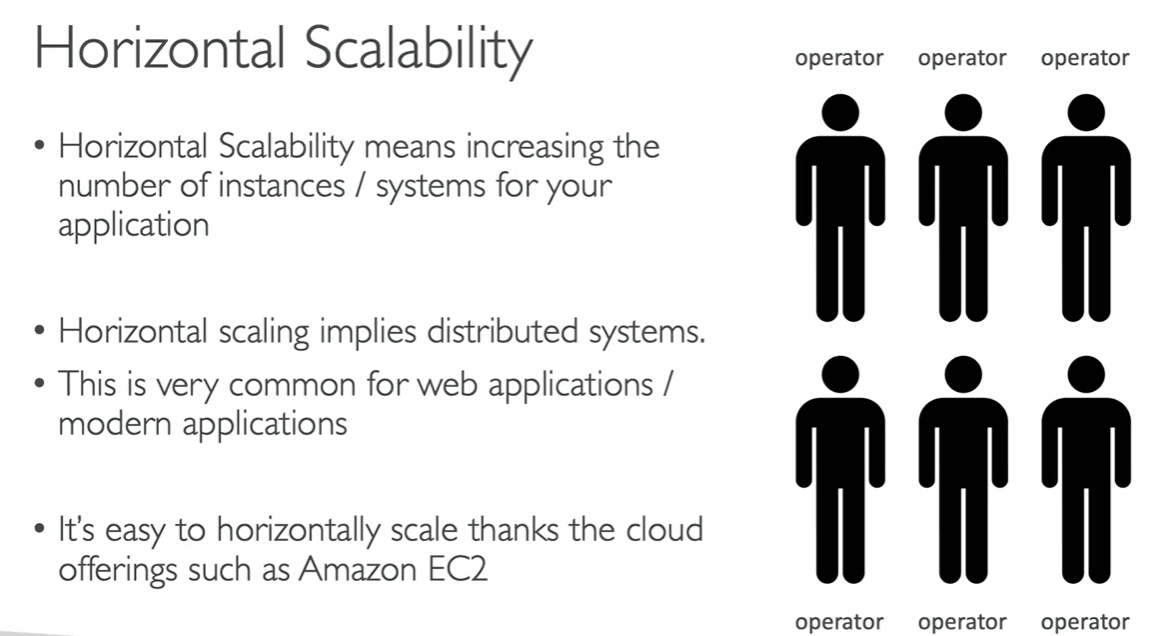 Horizontal Scalability
• Horizontal Scalability means increasing the
number of instances / systems for your
application
• Horizontal scaling implies distributed systems.
• This is very common for web applications /
modern applications
• It's easy to horizontally scale thanks the cloud
offerings such as Amazon EC2
operator operator operator
operator operator operator